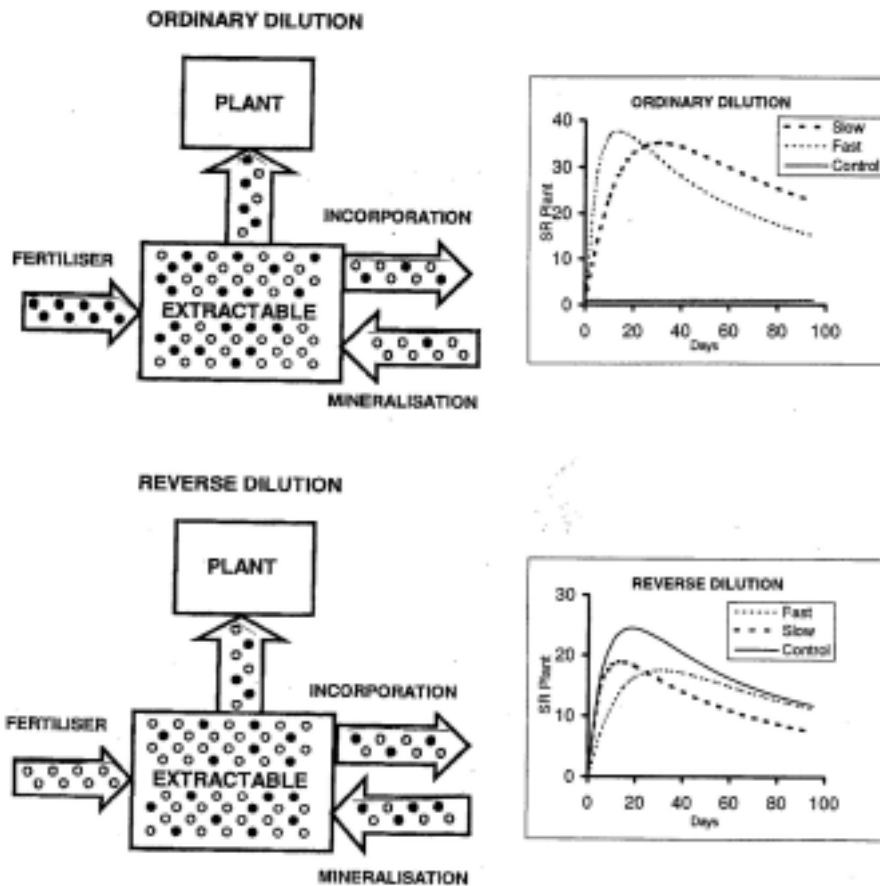 ORDINARY DILUTION
PLANT
INCORPORATION
FERTILISER
EXTRACTABLE
MINERALISATION
ORDINARY DILUTION
Slow
Fast
Control
SR Plant
40
30
20
10
0
0 20 40 60 80 100
Days
REVERSE DILUTION
PLANT
INCORPORATION
FERTILISER
EXTRACTABLE
MINERALISATION
REVERSE DILUTION
Fast
Slow
Control
SR Plant
30
20
10
0
0 20 40 60 80 100
Days